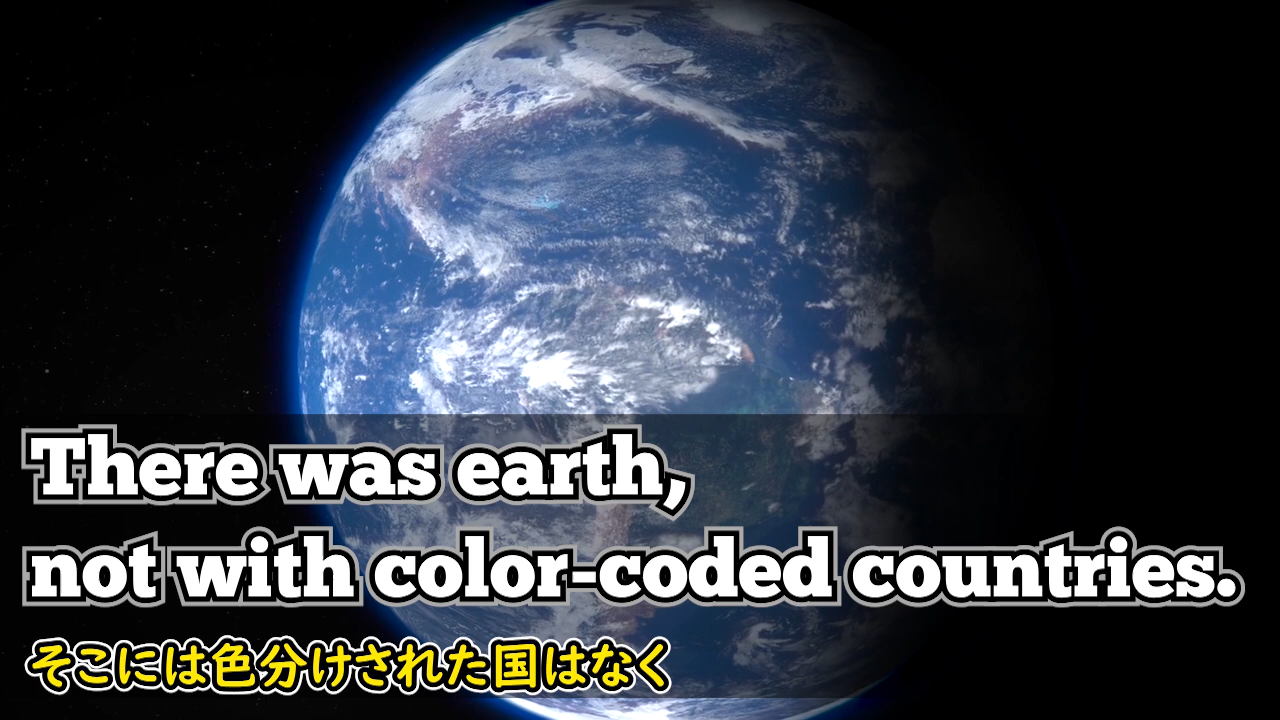 There was earth,
not with color-coded countries.
そこには色分けされた国はなく